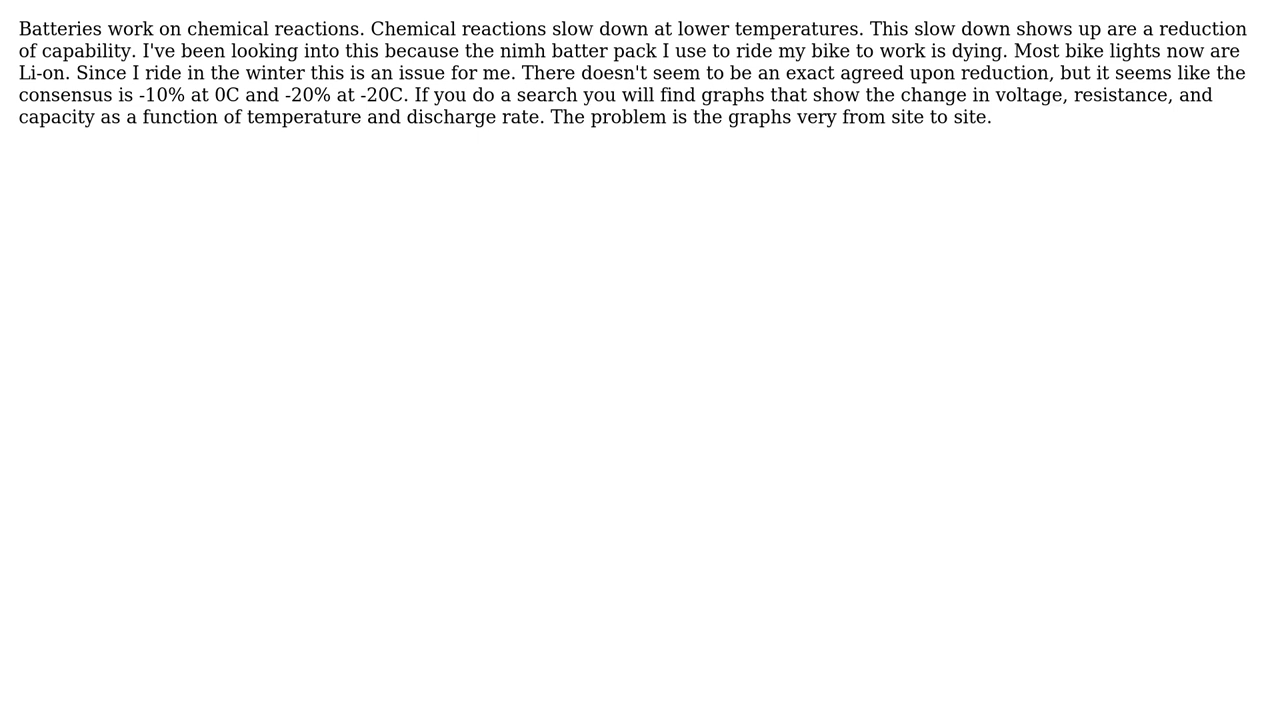 Batteries work on chemical reactions. Chemical reactions slow down at lower temperatures. This slow down shows up are a reduction
of capability. I've been looking into this because the nimh batter pack I use to ride my bike to work is dying. Most bike lights now are
Li-on. Since I ride in the winter this is an issue for me. There doesn't seem to be an exact agreed upon reduction, but it seems like the
consensus is -10% at 0C and -20% at -20C. If you do a search you will find graphs that show the change in voltage, resistance, and
capacity as a function of temperature and discharge rate. The problem is the graphs very from site to site.